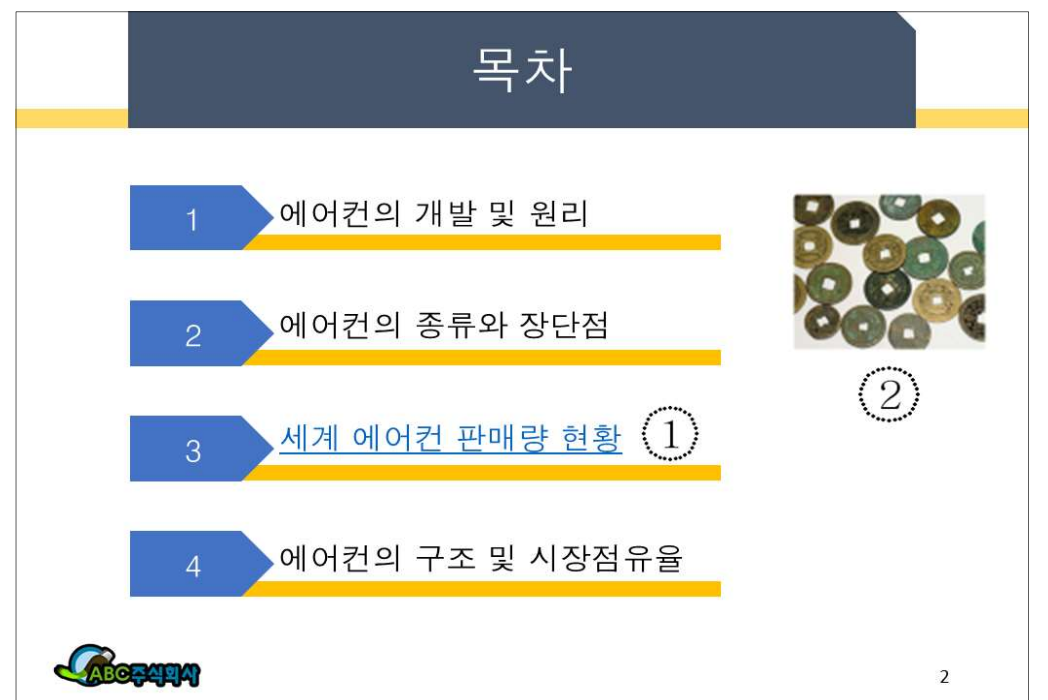 목차
1 에어컨의 개발 및 원리
2 에어컨의 종류와 장단점
②
3 세계 에어컨 판매량 현황 ①
4 에어컨의 구조 및 시장점유율
ABC주식회사
2